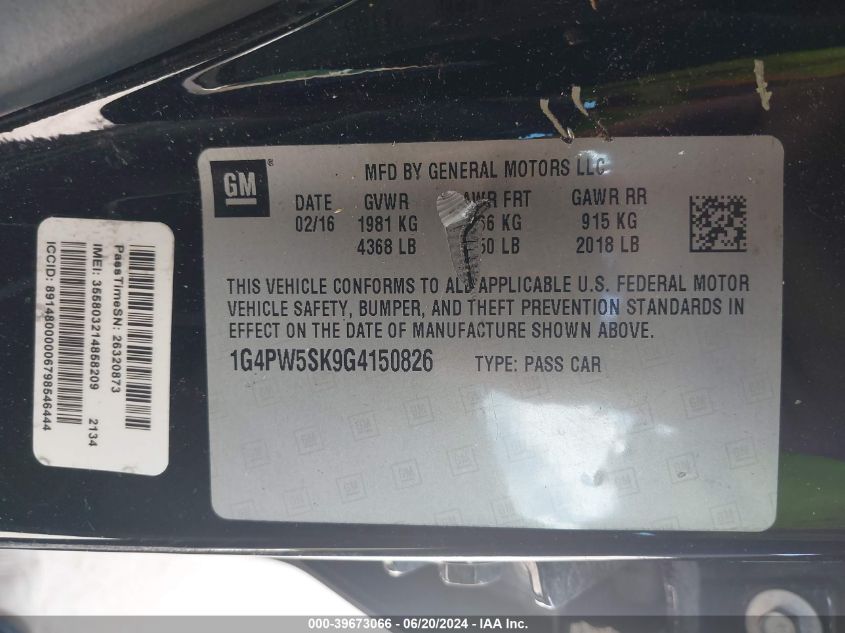 GM
MFD BY GENERAL MOTORS LLC
DATE GVWR GAWR RR
02/16 1981 KG KG 915 KG
4368 LB LB 2018 LB
THIS VEHICLE CONFORMS TO ALL APPLICABLE U.S. FEDERAL MOTOR
VEHICLE SAFETY, BUMPER, AND THEFT PREVENTION STANDARDS IN
EFFECT ON THE DATE OF MANUFACTURE SHOWN ABOVE.
1G4PW5SK9G4150826 TYPE: PASS CAR
PassTimeSN: 26320873
IMEI: 355803214858209 2134
ICCID: 89148000006798546444
000-39673066 - 06/20/2024 - IAA Inc.